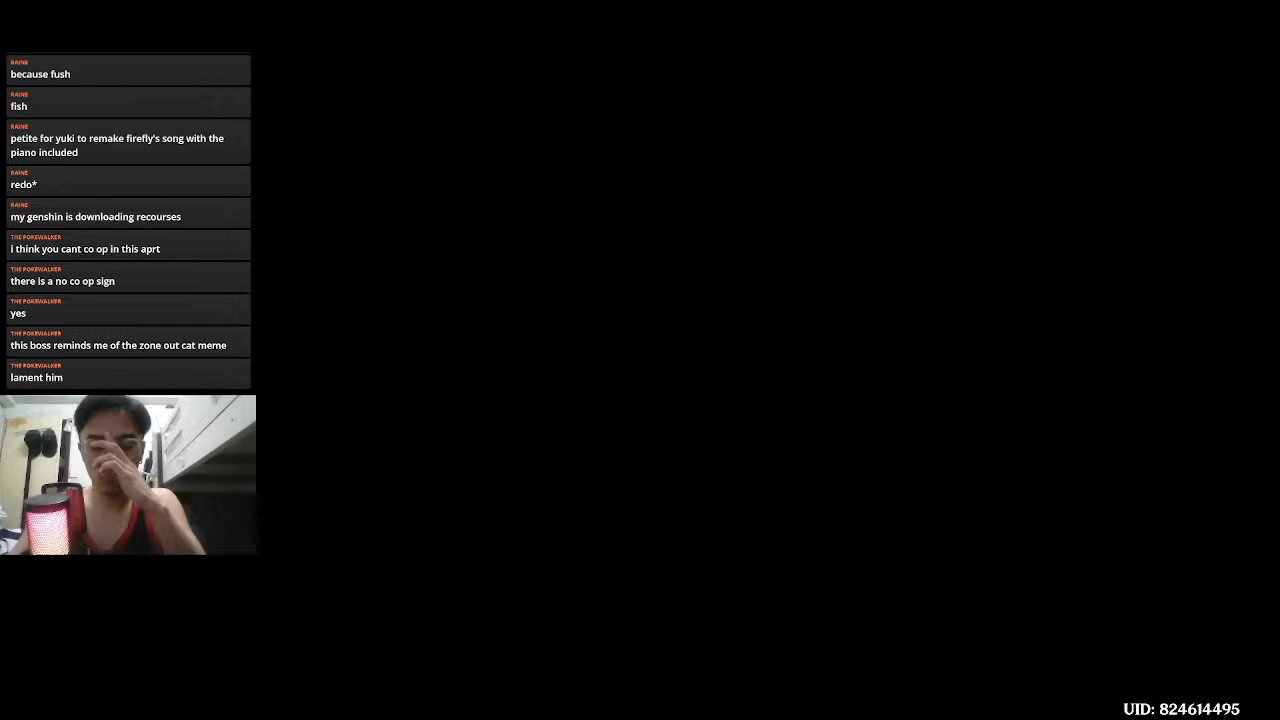 RAINE
because fush
RAINE
fish
RAINE
petite for yuki to remake firefly's song with the
piano included
RAINE
redo*
RAINE
my genshin is downloading recourses
THE POKEWALKER
i think you cant co op in this aprt
THE POKEWALKER
there is a no co op sign
THE POKEWALKER
yes
THE POKEWALKER
this boss reminds me of the zone out cat meme
THE POKEWALKER
lament him
UID: 824614495